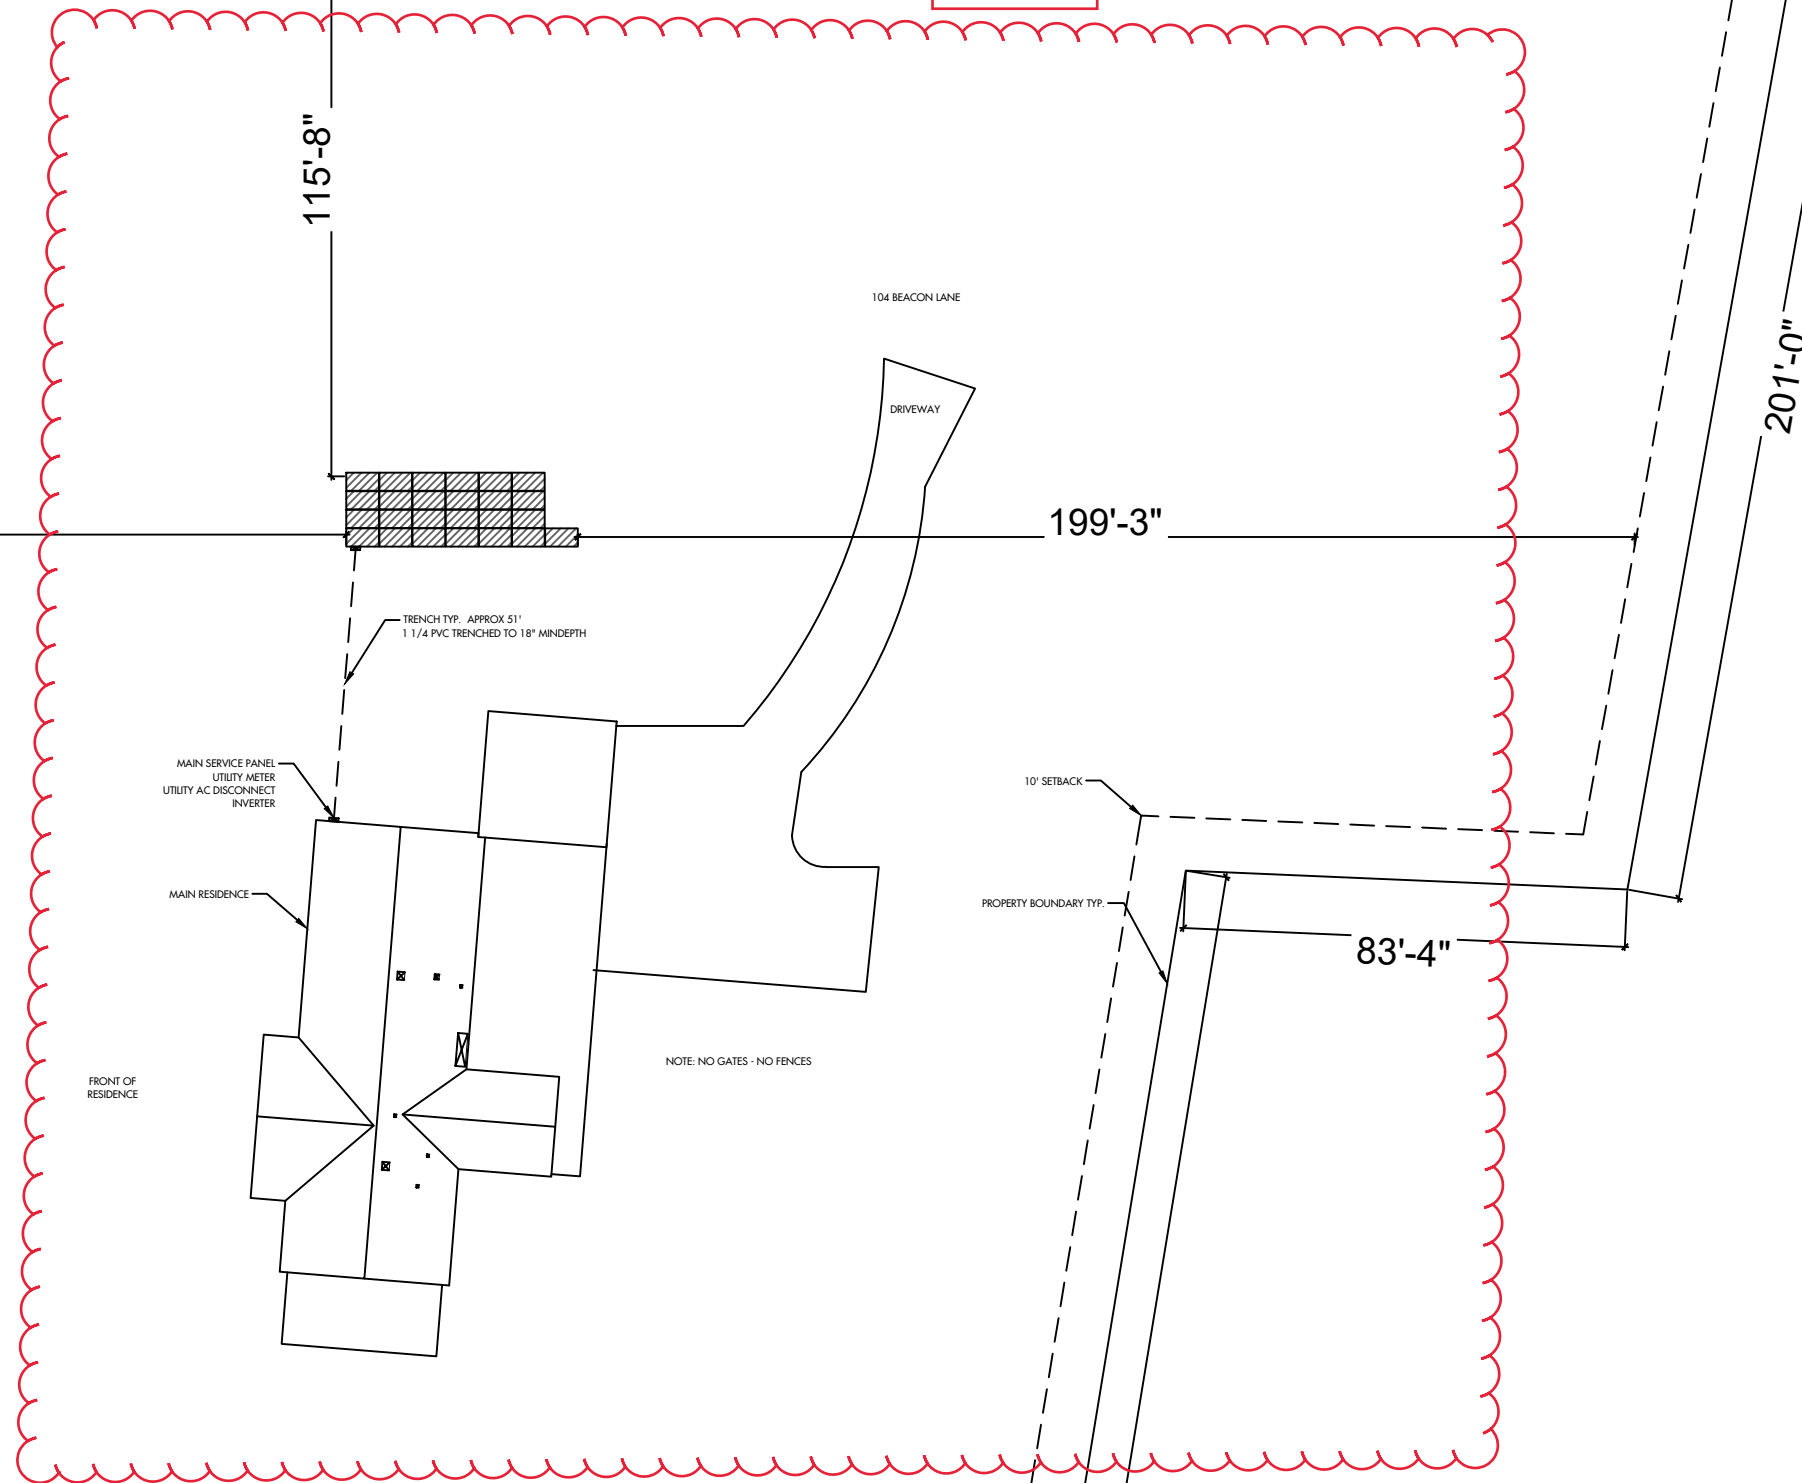 115'-8"
104 BEACON LANE
DRIVEWAY
201'-0"
199'-3"
TRENCH TYP. APPROX 51'
1 1/4 PVC TRENCHED TO 18" MINDEPTH
MAIN SERVICE PANEL
UTILITY METER
UTILITY AC DISCONNECT
INVERTER
10' SETBACK
MAIN RESIDENCE
PROPERTY BOUNDARY TYP.
83'-4"
NOTE: NO GATES - NO FENCES
FRONT OF
RESIDENCE